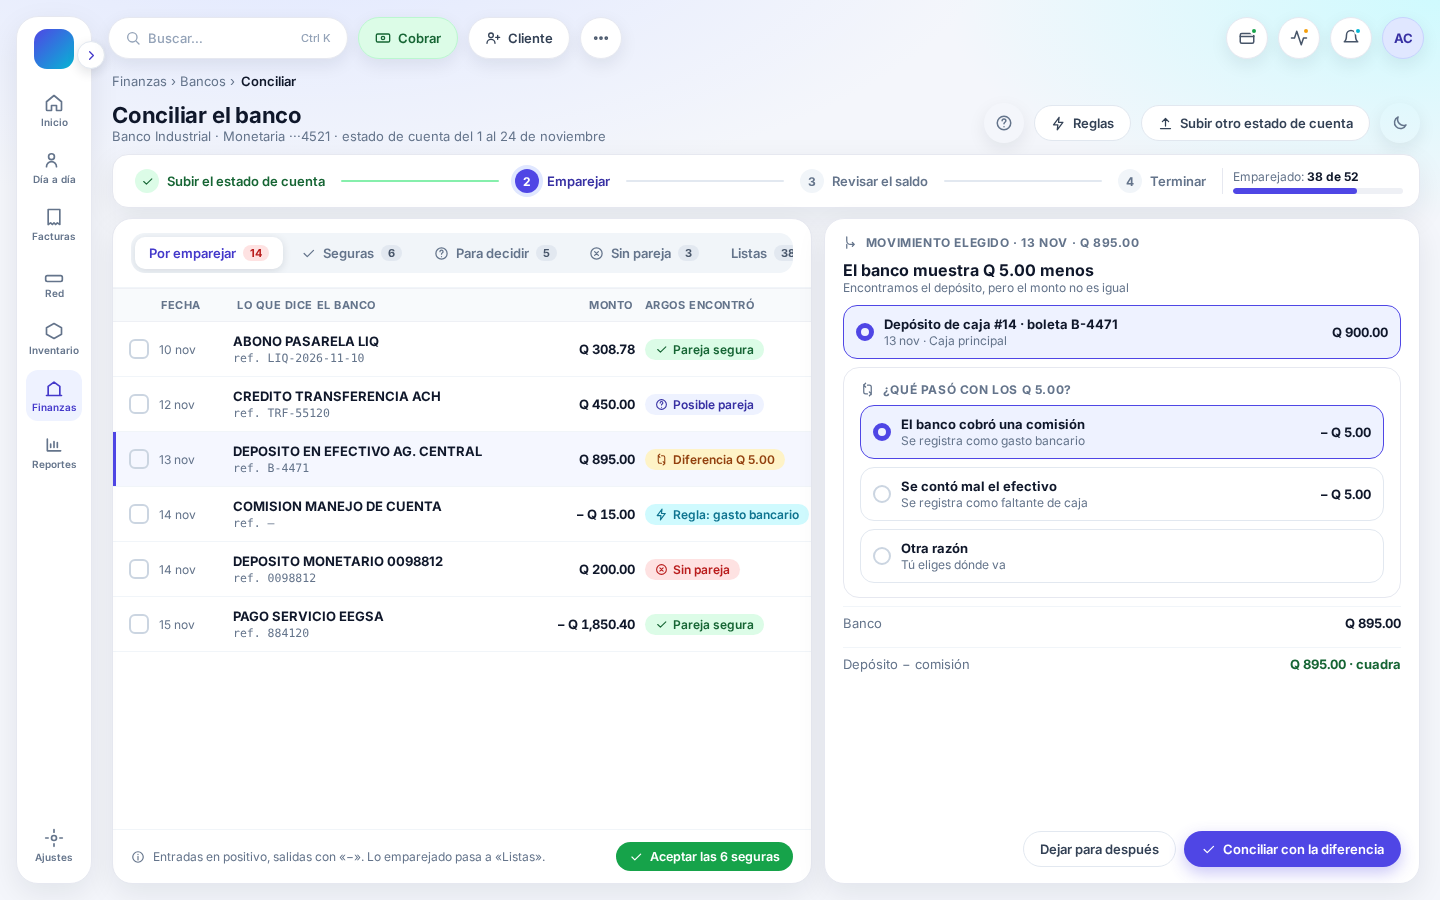 Buscar...
Ctrl K
Cobrar
Cliente
AC
Finanzas › Bancos › Conciliar
Conciliar el banco
Banco Industrial · Monetaria ···4521 · estado de cuenta del 1 al 24 de noviembre
Reglas
Subir otro estado de cuenta
Inicio
Día a día
Facturas
Red
Inventario
Finanzas
Reportes
Ajustes
Subir el estado de cuenta
2 Emparejar
3 Revisar el saldo
4 Terminar
Emparejado: 38 de 52
Por emparejar 14
Seguras 6
Para decidir 5
Sin pareja 3
Listas 38
FECHA LO QUE DICE EL BANCO MONTO ARGOS ENCONTRÓ
10 nov ABONO PASARELA LIQ Q 308.78 Pareja segura
ref. LIQ-2026-11-10
12 nov CREDITO TRANSFERENCIA ACH Q 450.00 Posible pareja
ref. TRF-55120
13 nov DEPOSITO EN EFECTIVO AG. CENTRAL Q 895.00 Diferencia Q 5.00
ref. B-4471
14 nov COMISION MANEJO DE CUENTA – Q 15.00 Regla: gasto bancario
ref. —
14 nov DEPOSITO MONETARIO 0098812 Q 200.00 Sin pareja
ref. 0098812
15 nov PAGO SERVICIO EEGSA – Q 1,850.40 Pareja segura
ref. 884120
Entradas en positivo, salidas con «–». Lo emparejado pasa a «Listas».
Aceptar las 6 seguras
MOVIMIENTO ELEGIDO · 13 NOV · Q 895.00
El banco muestra Q 5.00 menos
Encontramos el depósito, pero el monto no es igual
Depósito de caja #14 · boleta B-4471 Q 900.00
13 nov · Caja principal
¿QUÉ PASÓ CON LOS Q 5.00?
El banco cobró una comisión – Q 5.00
Se registra como gasto bancario
Se contó mal el efectivo – Q 5.00
Se registra como faltante de caja
Otra razón
Tú eliges dónde va
Banco Q 895.00
Depósito – comisión Q 895.00 · cuadra
Dejar para después
Conciliar con la diferencia